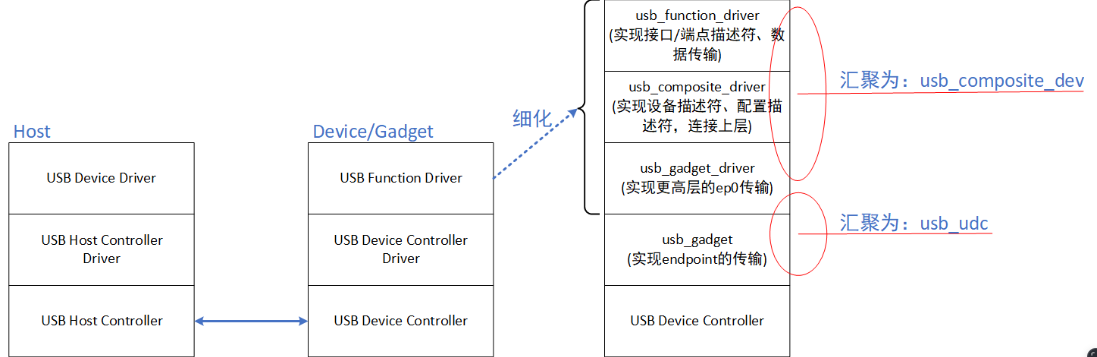 Host
USB Device Driver
USB Host Controller
Driver
USB Host Controller
Device/Gadget
USB Function Driver
USB Device Controller
Driver
USB Device Controller
细化
usb_function_driver
(实现接口/端点描述符、数
据传输)
usb_composite_driver
(实现设备描述符、配置描
述符，连接上层)
usb_gadget_driver
(实现更高层的ep0传输)
usb_gadget
(实现endpoint的传输)
USB Device Controller
汇聚为：usb_composite_dev
汇聚为：usb_udc